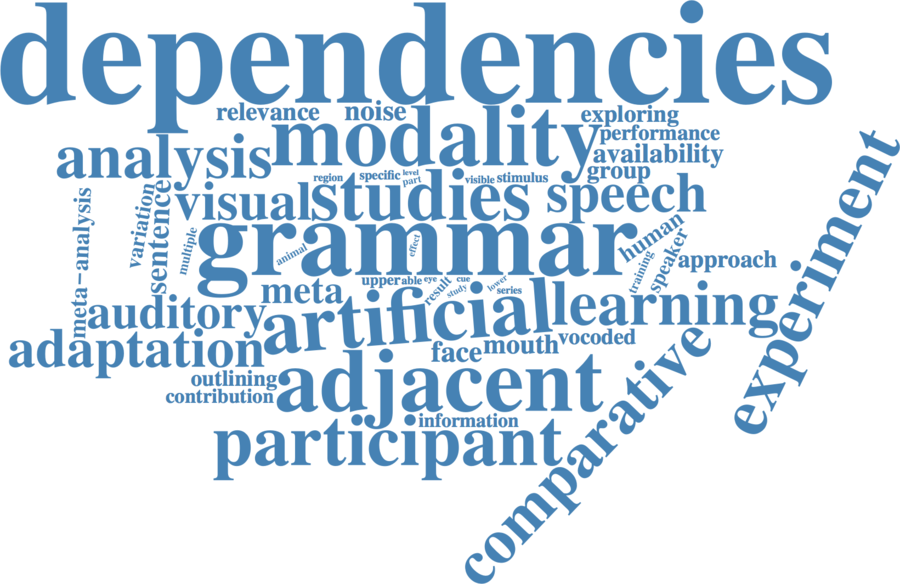 dependencies
relevance
noise
exploring
modality
performance
analysis
availability
group
region
specific
level
part
visible
stimulus
visual
studies
speech
experiment
meta-analysis
variation
sentence
multiple
grammar
animal
effect
human
speaker
training
approach
upper
able
eye
cue
result
study
lower
series
meta
auditory
artificial
learning
adaptation
face
mouth
vocoded
outlining
contribution
adjacent
comparative
information
participant